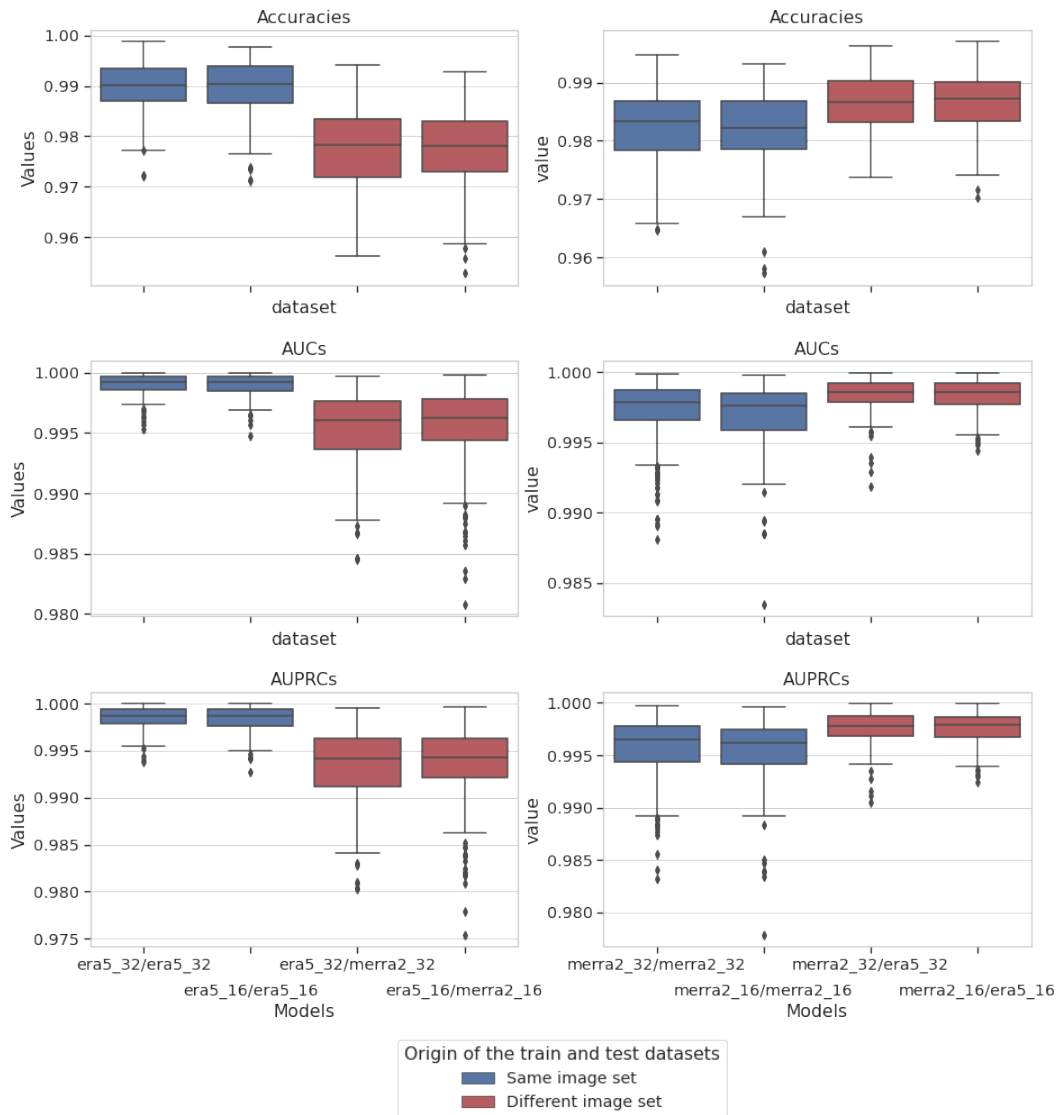 Accuracies
1.00
0.99
0.98
0.97
0.96
Values
dataset
Accuracies
0.99
0.98
0.97
0.96
value
dataset
AUCs
1.000
0.995
0.990
0.985
0.980
Values
dataset
AUCs
1.000
0.995
0.990
0.985
value
dataset
AUPRCs
1.000
0.995
0.990
0.985
0.980
0.975
Values
era5_32/era5_32
era5_16/era5_16
era5_32/merra2_32
era5_16/merra2_16
Models
AUPRCs
1.000
0.995
0.990
0.985
0.980
value
merra2_32/merra2_32
merra2_16/merra2_16
merra2_32/era5_32
merra2_16/era5_16
Models
Origin of the train and test datasets
Same image set
Different image set